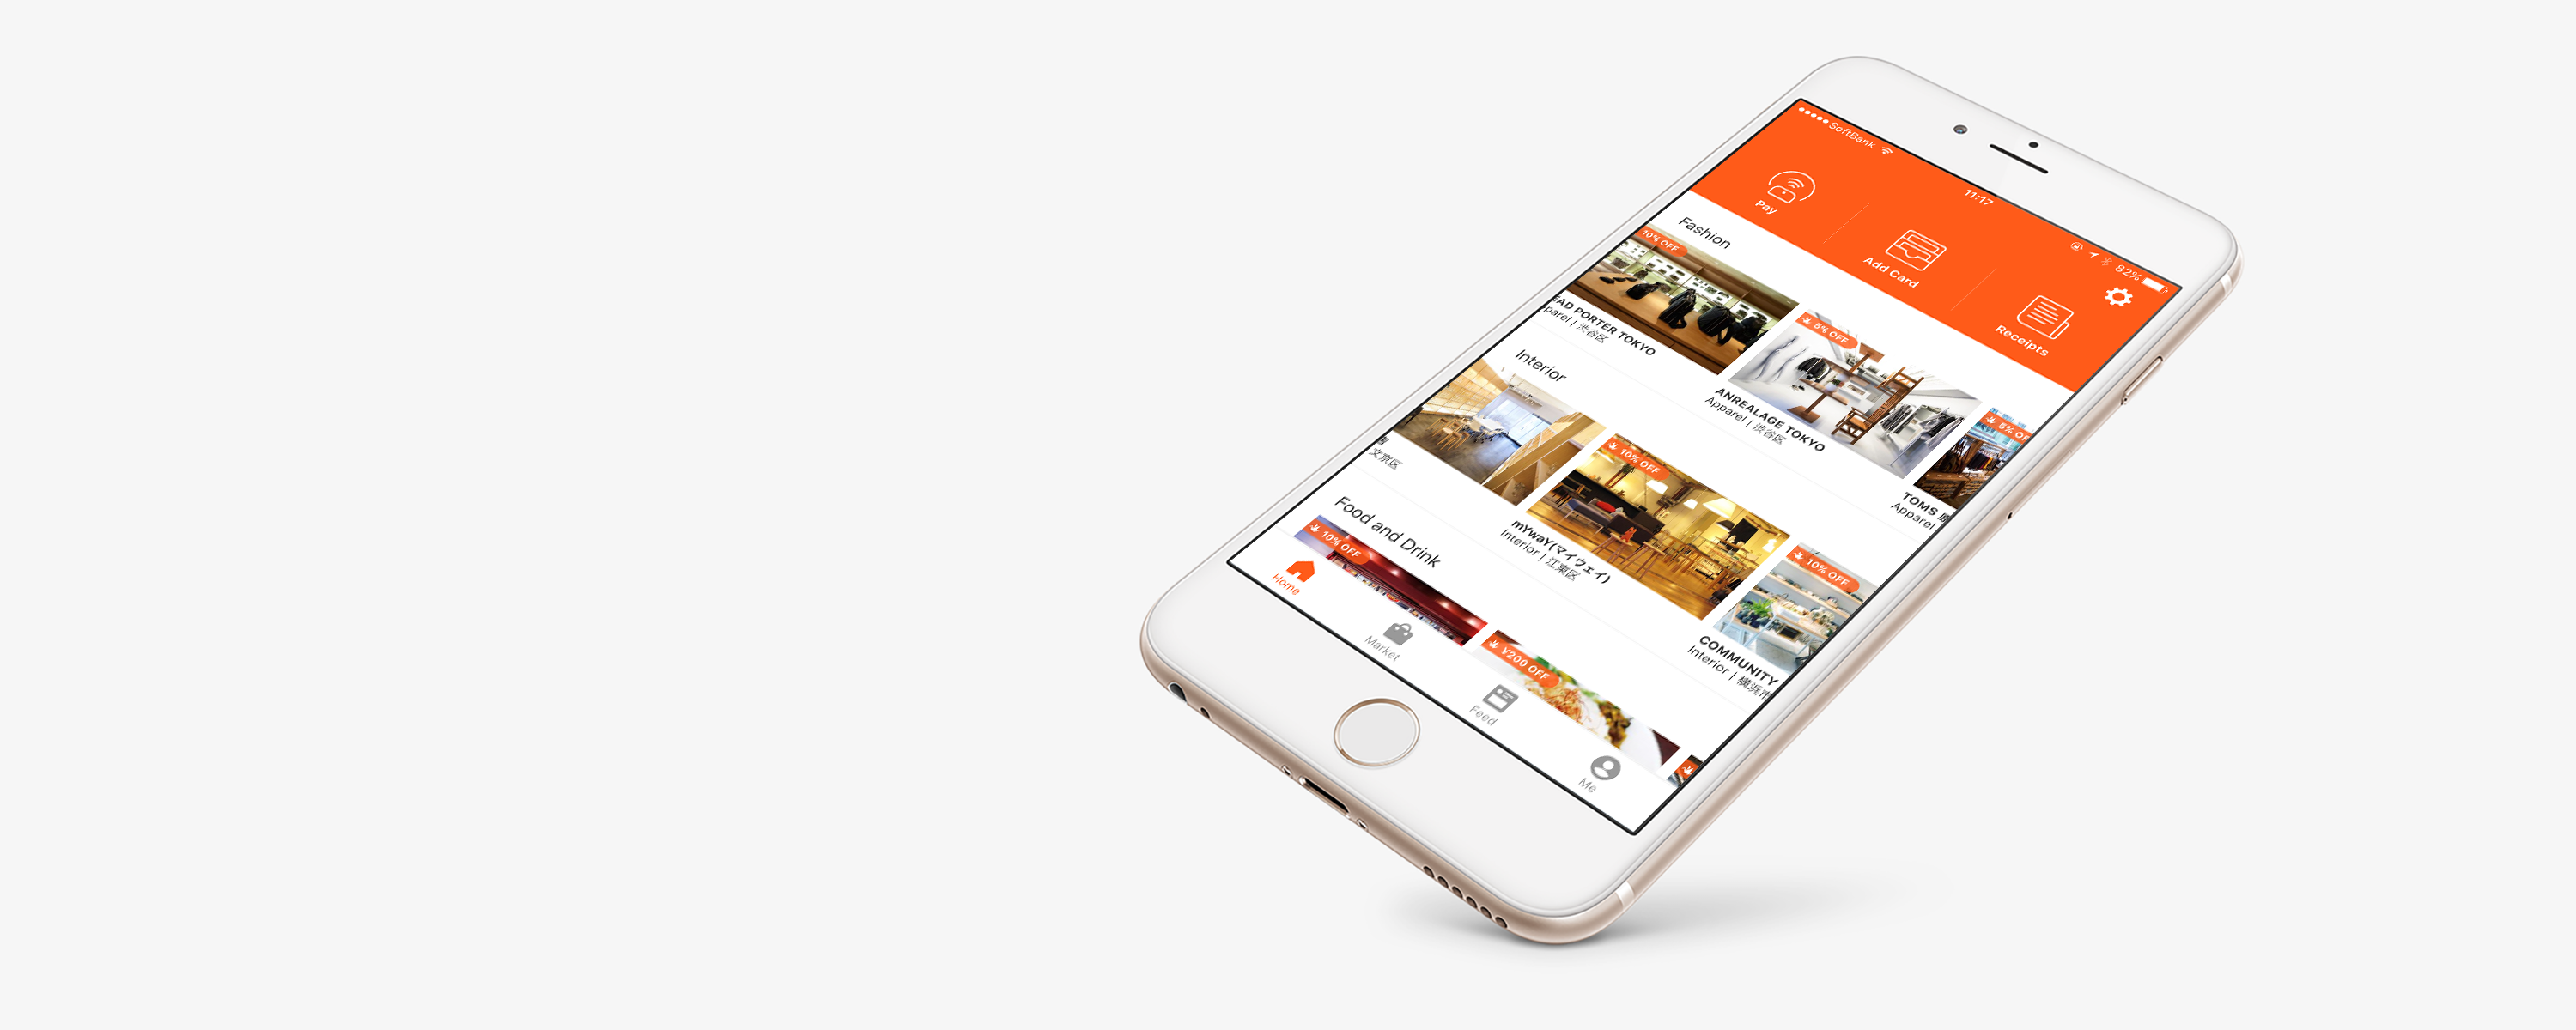 SoftBank
11:17
82%
Pay
Add Card
Receipts
Fashion
10% OFF
5% OFF
5% OF
EAD PORTER TOKYO
parel | 渋谷区
ANREALAGE TOKYO
Apparel | 渋谷区
TOMS
Apparel
Interior
10% OFF
10% OFF
文京区
mYwaY(マイウェイ)
Interior | 江東区
COMMUNITY
Interior | 横浜市
Food and Drink
10% OFF
¥200 OFF
Home
Market
Feed
Me